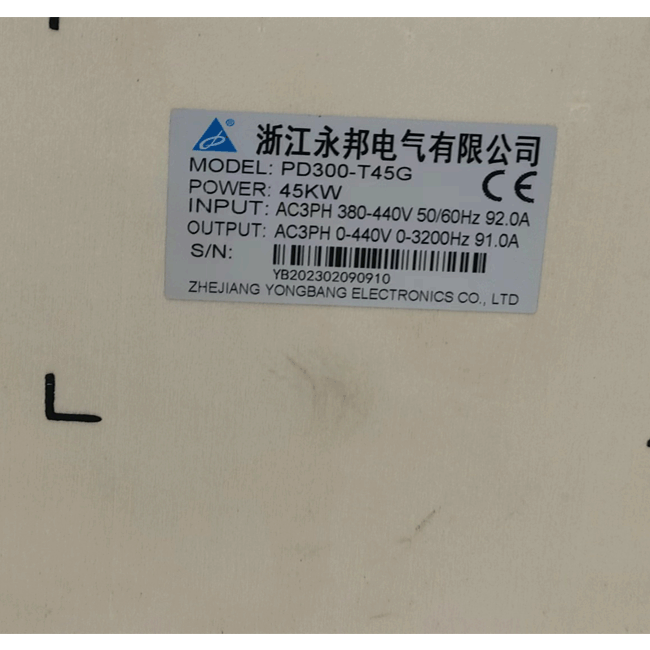 浙江永邦电气有限公司
MODEL: PD300-T45G
POWER: 45KW
INPUT: AC3PH 380-440V 50/60Hz 92.0A
OUTPUT: AC3PH 0-440V 0-3200Hz 91.0A
S/N:
YB202302090910
ZHEJIANG YONGBANG ELECTRONICS CO., LTD